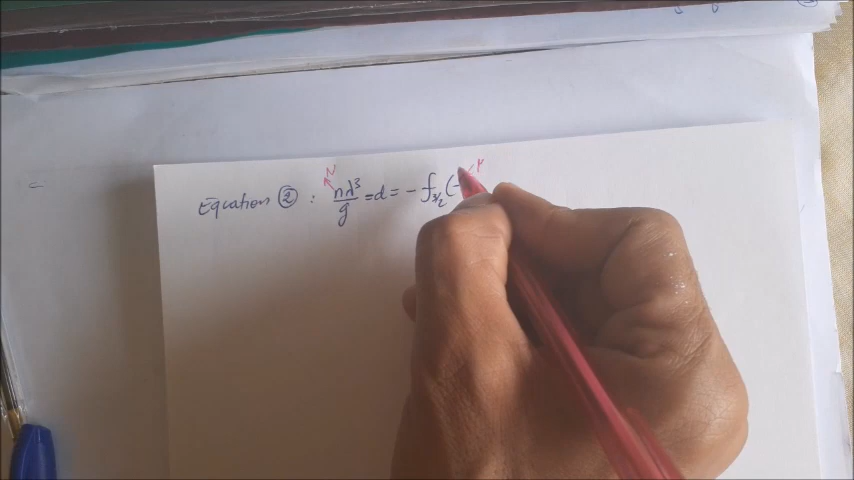 N μ
Equation ② : nλ³/g = d = - f3/2 (-